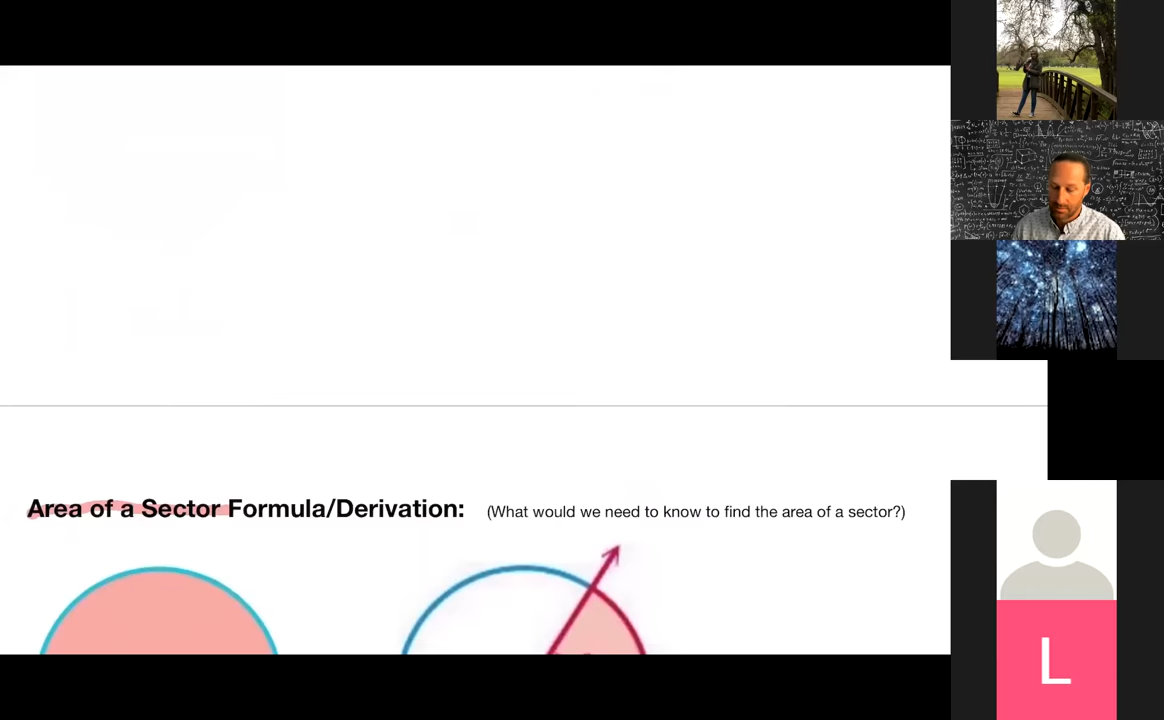 Area of a Sector Formula/Derivation: (What would we need to know to find the area of a sector?)
L